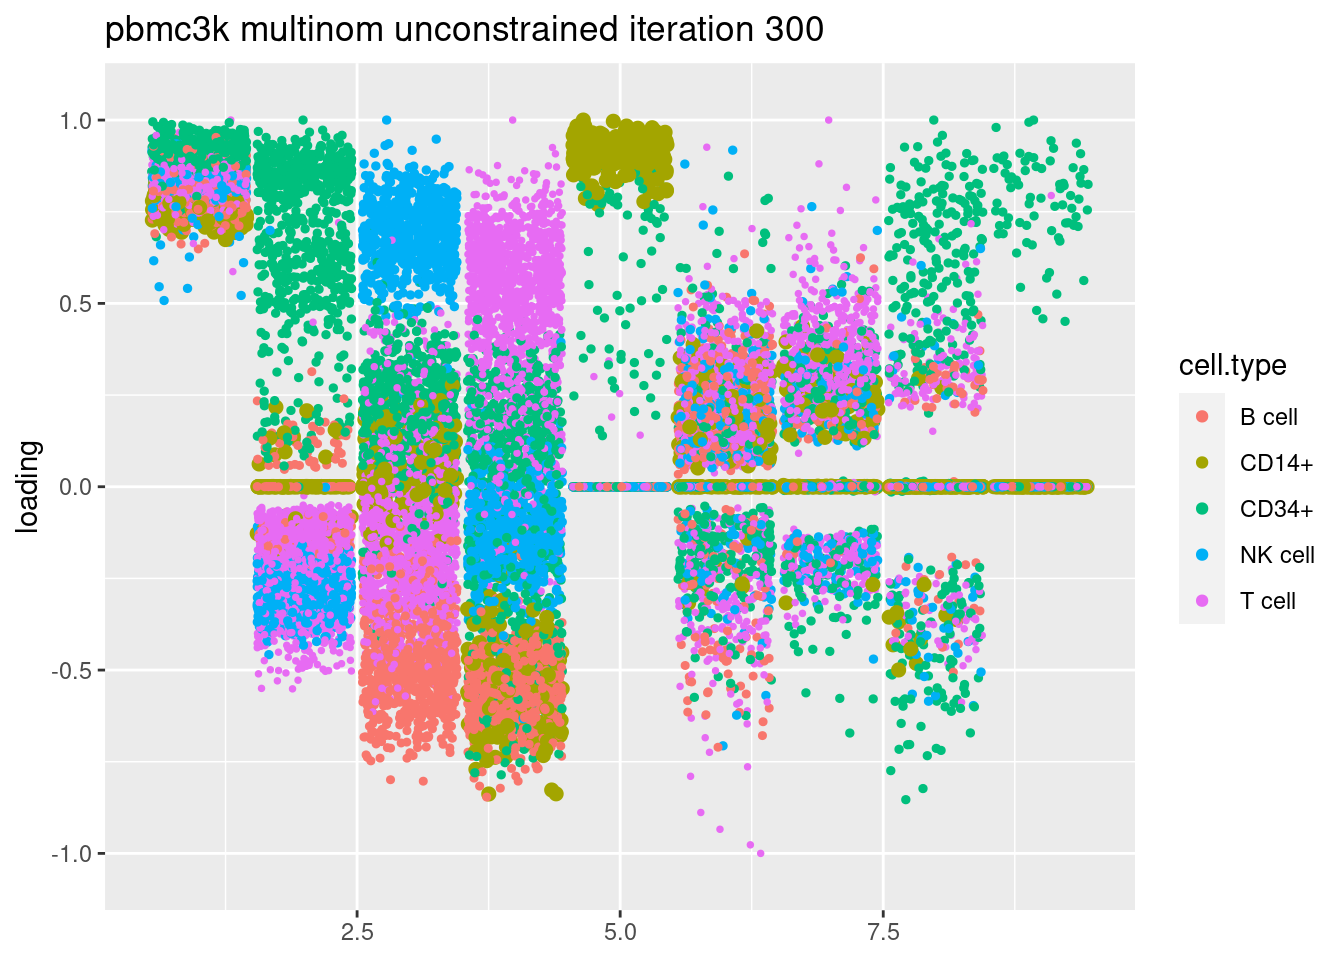 pbmc3k multinom unconstrained iteration 300
1.0
0.5
0.0
-0.5
-1.0
loading
2.5
5.0
7.5
cell.type
B cell
CD14+
CD34+
NK cell
T cell